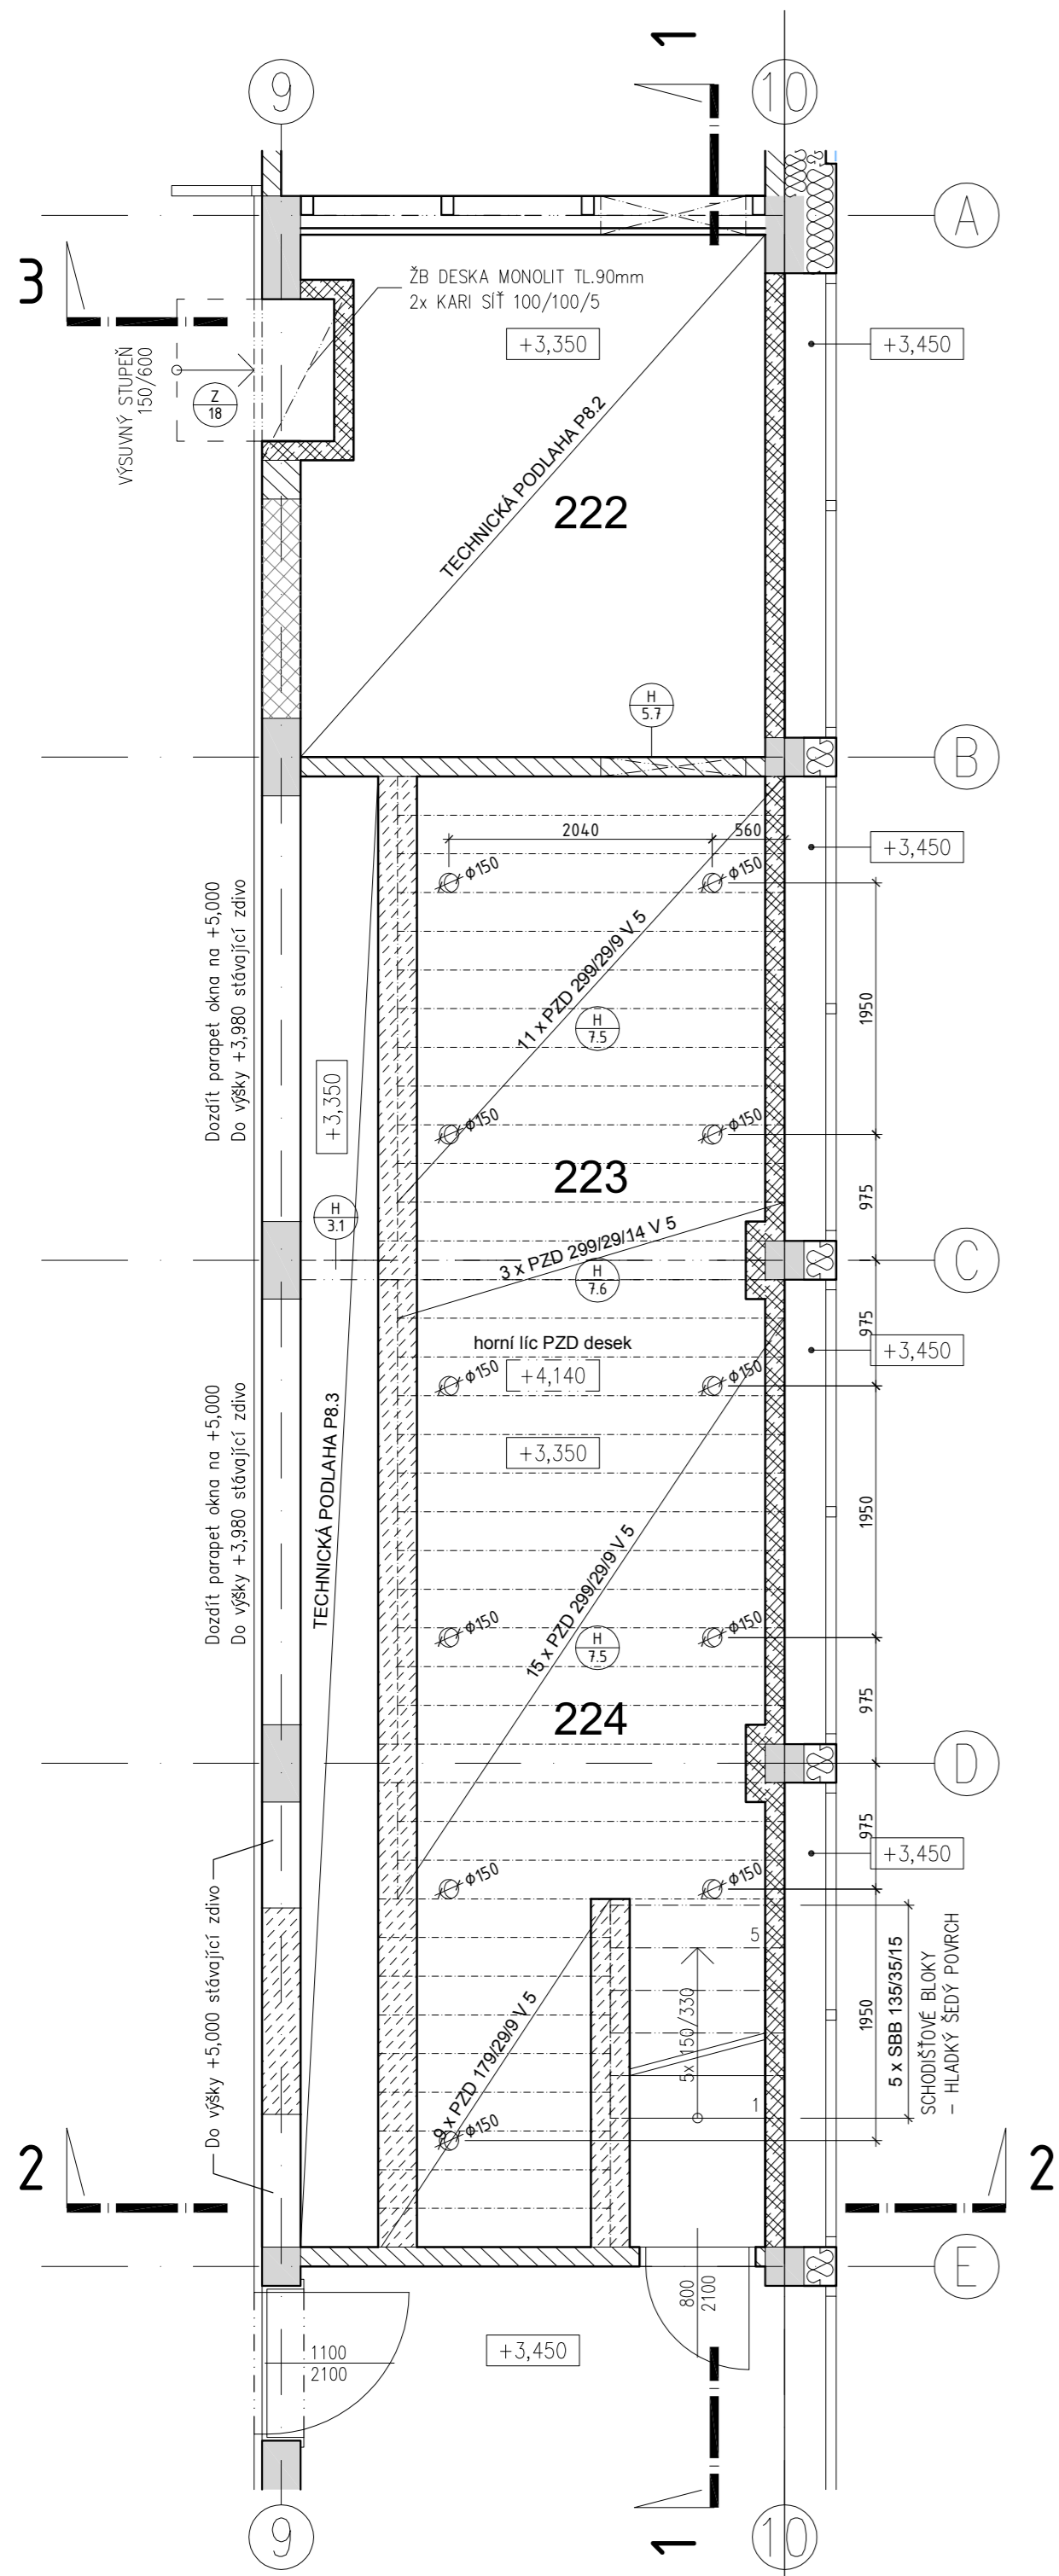 1
9
10
A
3
ŽB DESKA MONOLIT TL.90mm
2x KARI SÍŤ 100/100/5
+3,350
+3,450
VÝSUVNÝ STUPEŇ
150/600
Z
18
TECHNICKÁ PODLAHA P8.2
222
H
5.7
B
2040
560
+3,450
ø150
ø150
Dozdít parapet okna na +5,000
Do výšky +3,980 stávající zdivo
11 x PZD 299/29/9 V 5
1950
H
7.5
+3,350
ø150
ø150
223
975
H
3.1
3 x PZD 299/29/14 V 5
H
7.6
C
975
horní líc PZD desek
+4,140
+3,450
ø150
ø150
Dozdít parapet okna na +5,000
Do výšky +3,980 stávající zdivo
TECHNICKÁ PODLAHA P8.3
+3,350
1950
15 x PZD 299/29/9 V 5
ø150
ø150
H
7.5
224
975
D
975
+3,450
ø150
ø150
Do výšky +5,000 stávající zdivo
5
5x 150/330
1
1950
5 x SBB 135/35/15
SCHODIŠŤOVÉ BLOKY
- HLADKÝ ŠEDÝ POVRCH
9 x PZD 179/29/9 V 5
ø150
2
2
E
800
2100
1100
2100
+3,450
9
1
10